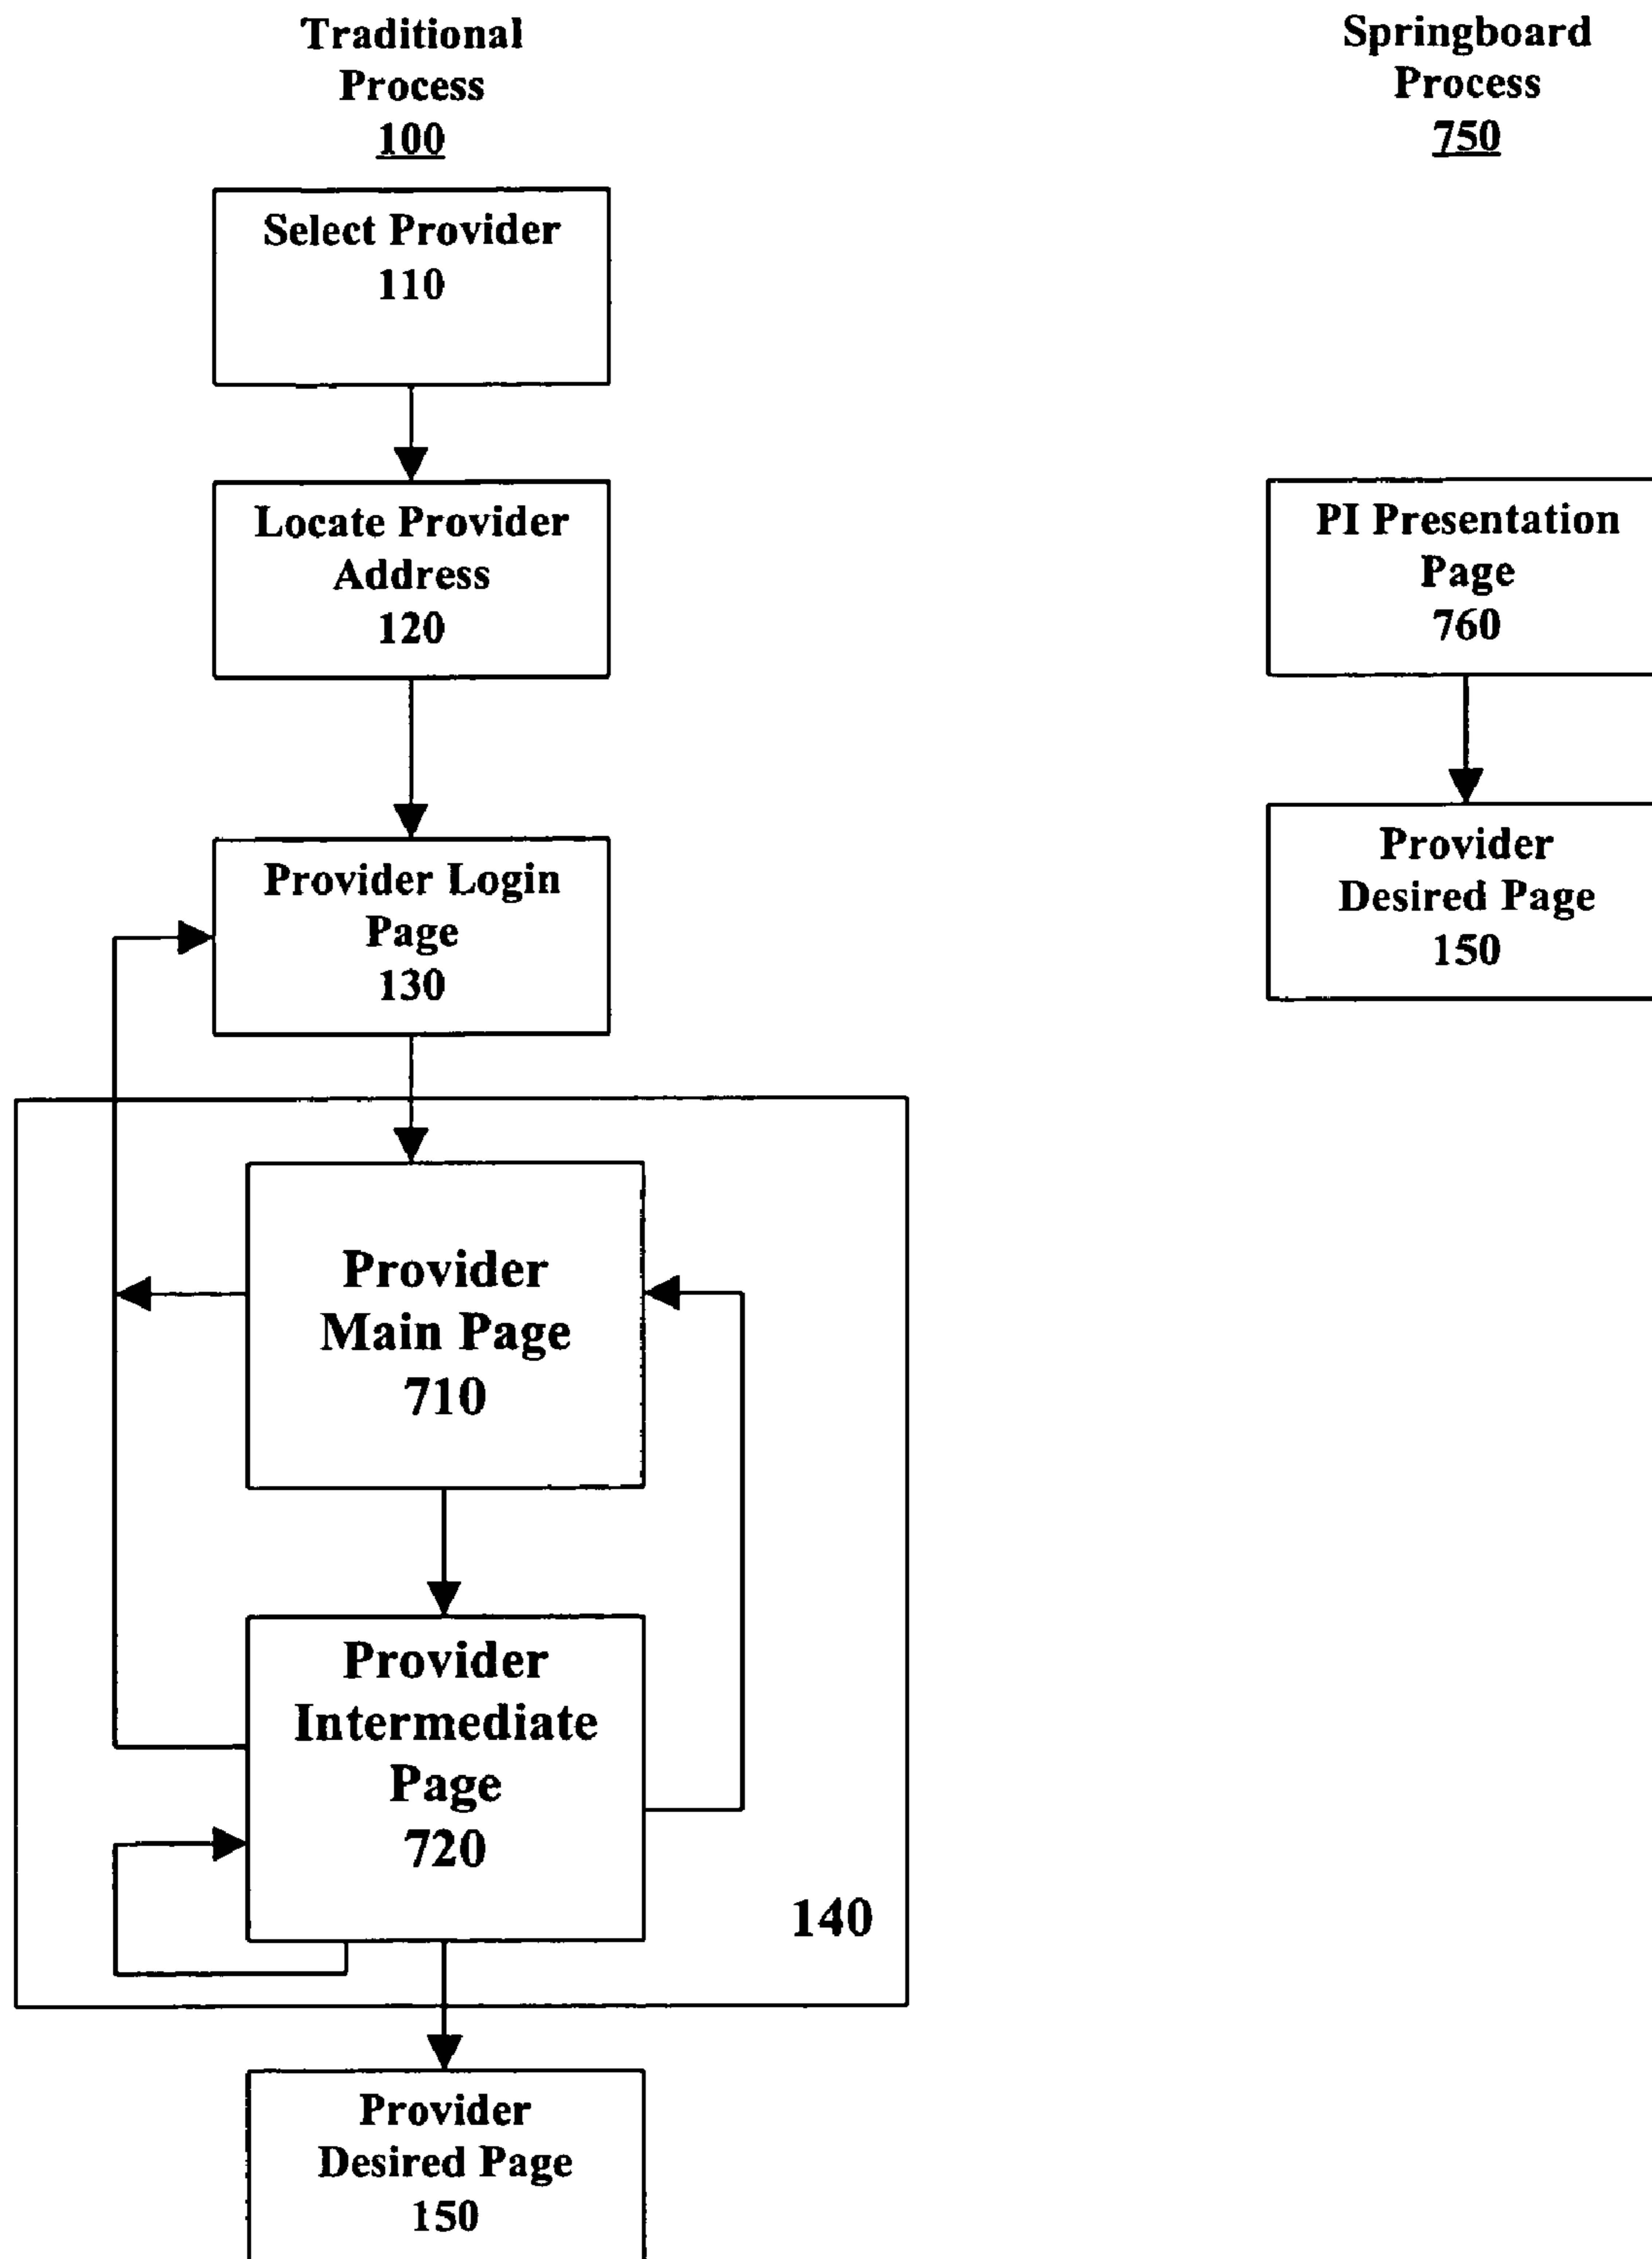 Traditional
Process
100
Select Provider
110
Locate Provider
Address
120
Provider Login
Page
130
Provider
Main Page
710
Provider
Intermediate
Page
720
140
Provider
Desired Page
150
Springboard
Process
750
PI Presentation
Page
760
Provider
Desired Page
150